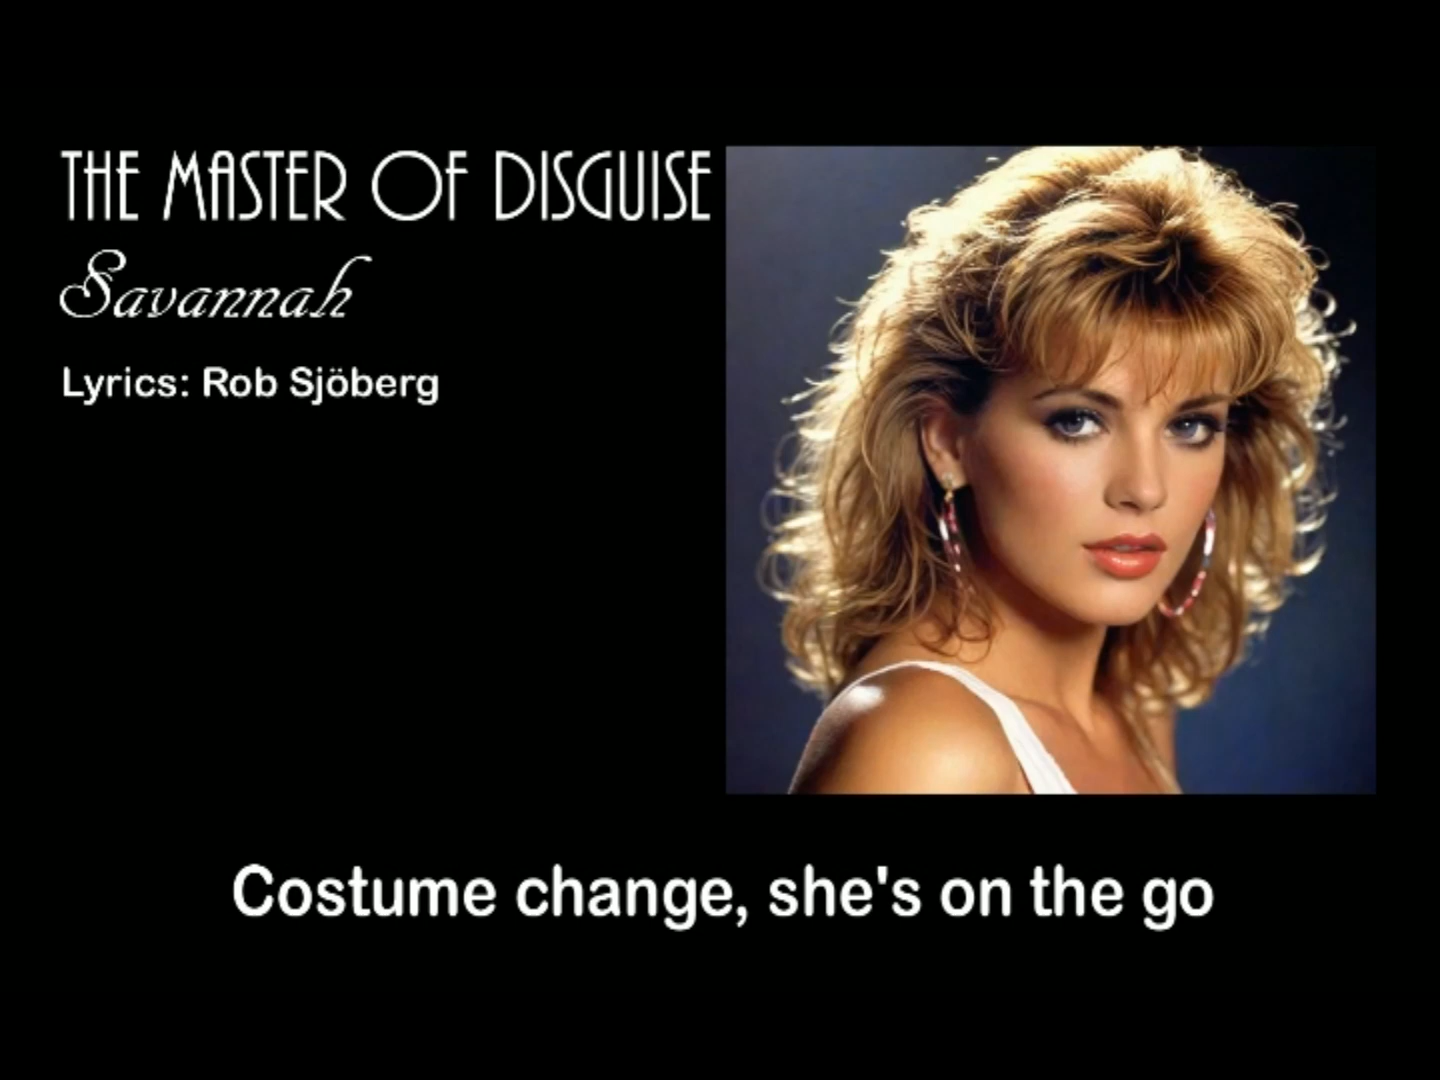 THE MASTER OF DISGUISE
Savannah
Lyrics: Rob Sjöberg
Costume change, she's on the go